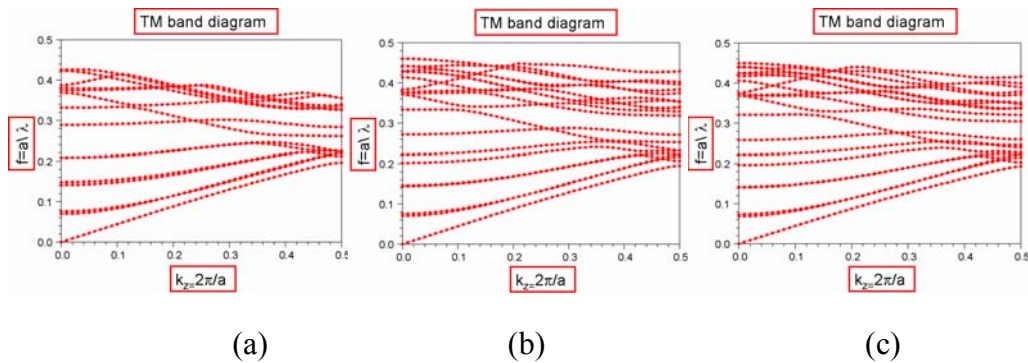 TM band diagram TM band diagram TM band diagram
0.5 0.5 0.5
0.4 0.4 0.4
0.3 0.3 0.3
f=a\ λ f=a\ λ f=a\ λ
0.2 0.2 0.2
0.1 0.1 0.1
0.0 0.0 0.0
0.0 0.1 0.2 0.3 0.4 0.5 0.0 0.1 0.2 0.3 0.4 0.5 0.0 0.1 0.2 0.3 0.4 0.5
kz=2π/a kz=2π/a kz=2π/a
(a) (b) (c)